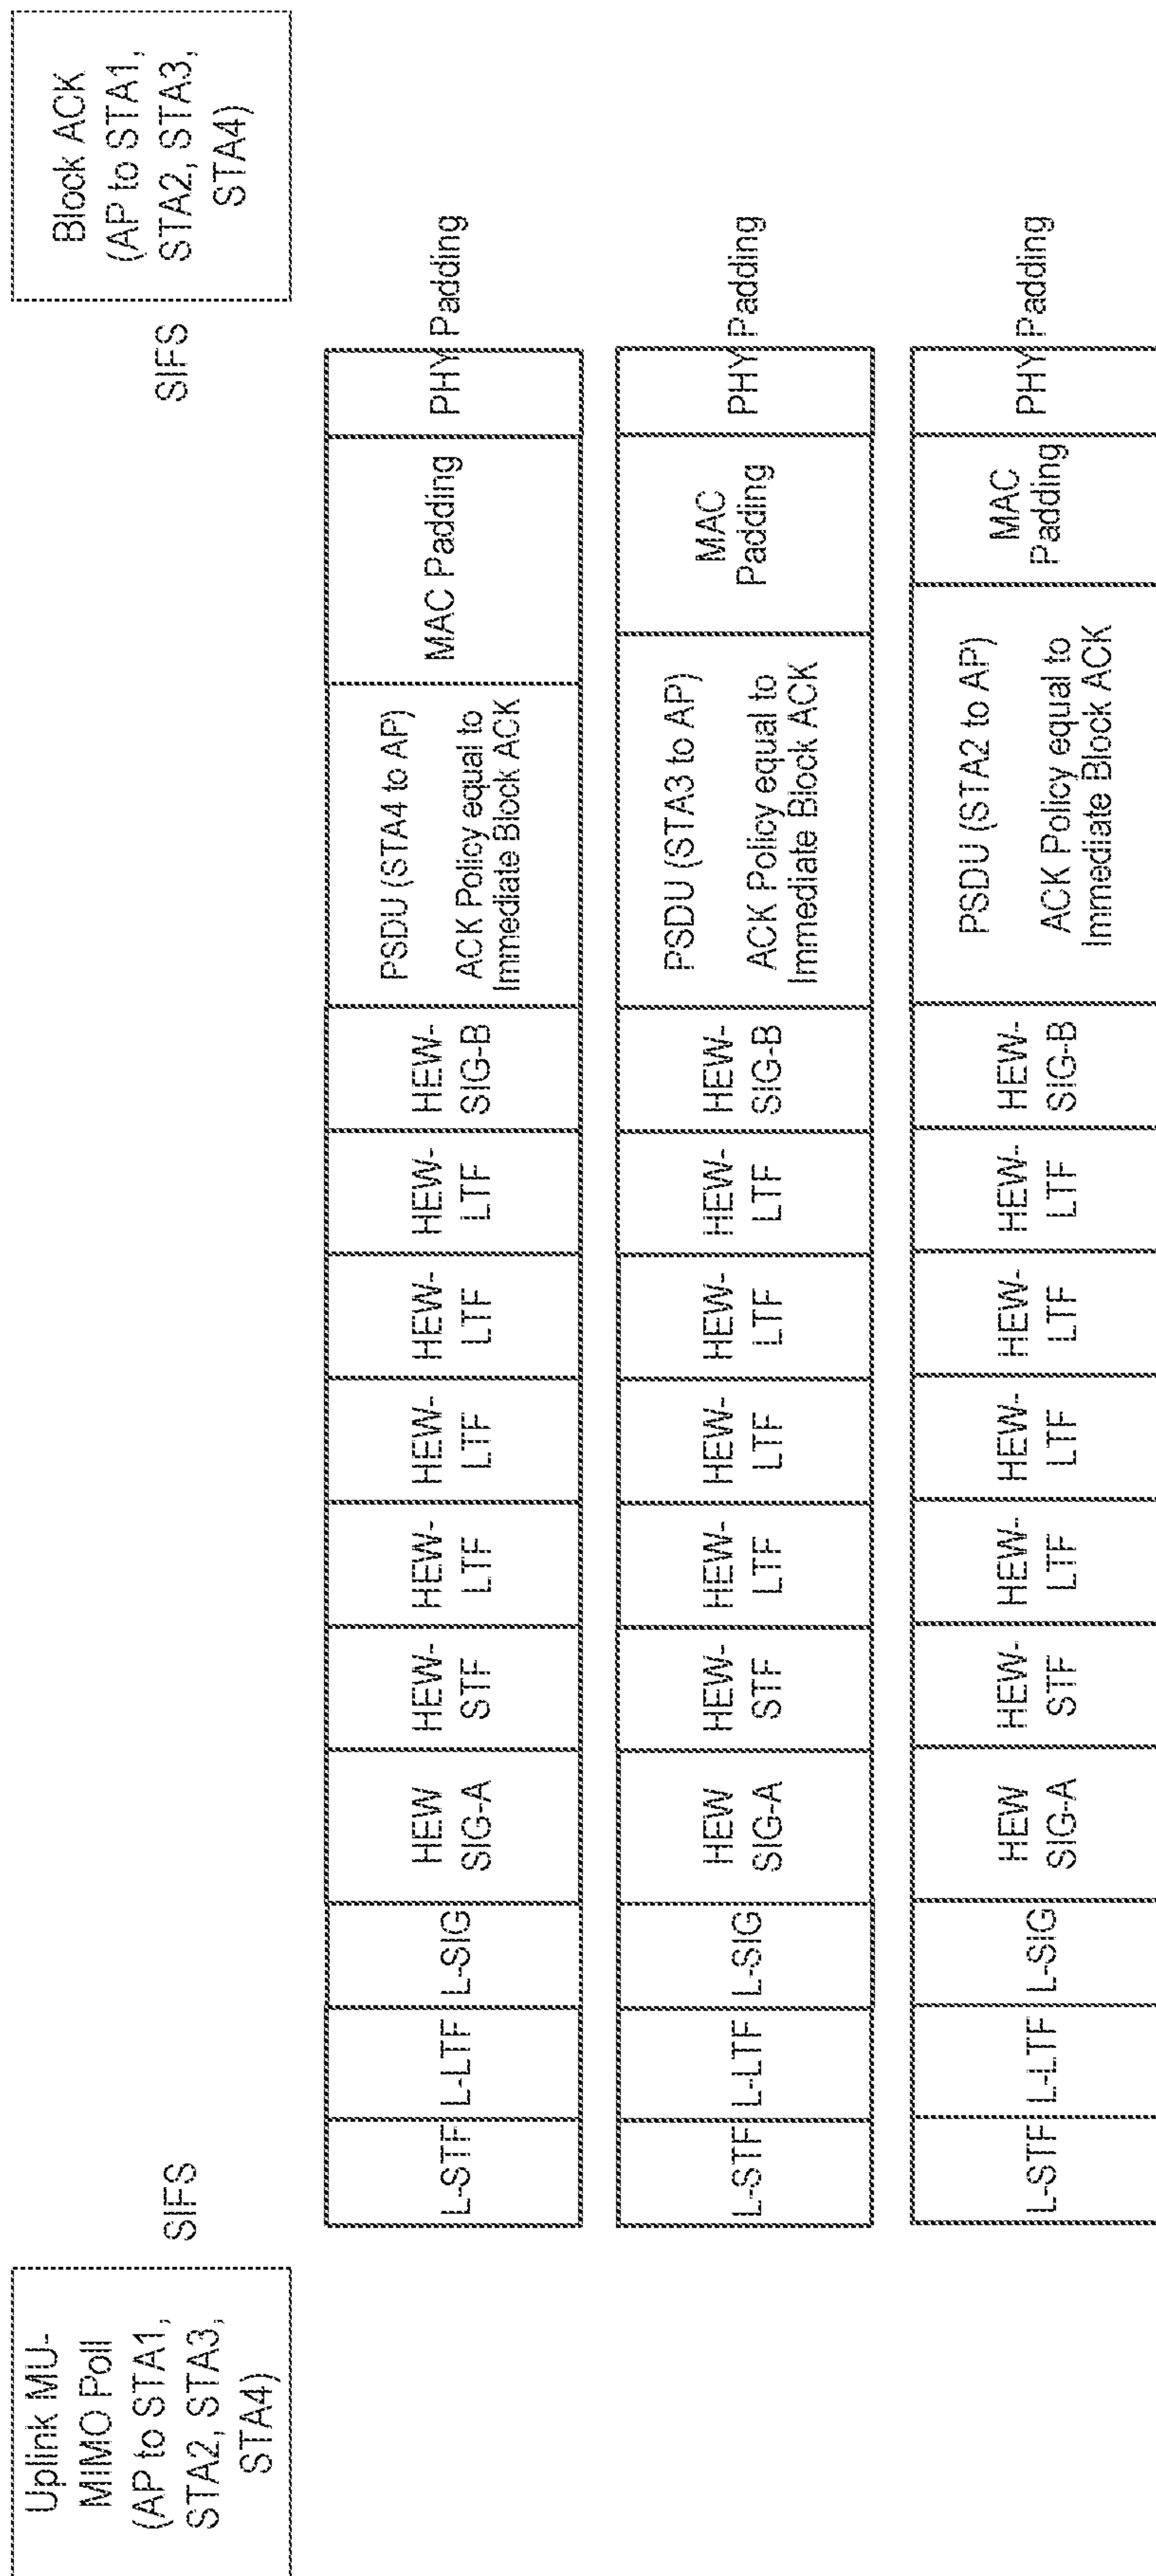 Uplink MU-
MIMO Poll
(AP to STA1,
STA2, STA3,
STA4)
SIFS
SIFS
Block ACK
(AP to STA1,
STA2, STA3,
STA4)
L-STF
L-LTF
L-SIG
HEW
SIG-A
HEW-
STF
HEW-
LTF
HEW-
LTF
HEW-
LTF
HEW-
LTF
HEW-
SIG-B
PSDU (STA4 to AP)
ACK Policy equal to
Immediate Block ACK
MAC Padding
PHY Padding
L-STF
L-LTF
L-SIG
HEW
SIG-A
HEW-
STF
HEW-
LTF
HEW-
LTF
HEW-
LTF
HEW-
LTF
HEW-
SIG-B
PSDU (STA3 to AP)
ACK Policy equal to
Immediate Block ACK
MAC
Padding
PHY Padding
L-STF
L-LTF
L-SIG
HEW
SIG-A
HEW-
STF
HEW-
LTF
HEW-
LTF
HEW-
LTF
HEW-
LTF
HEW-
SIG-B
PSDU (STA2 to AP)
ACK Policy equal to
Immediate Block ACK
MAC
Padding
PHY Padding